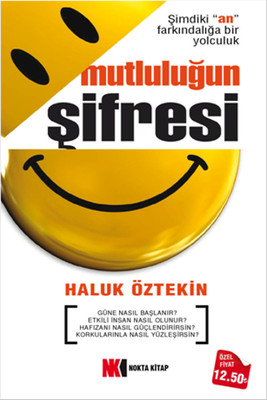 Şimdiki "an"
farkındalığa bir
yolculuk
mutluluğun
şifresi
HALUK ÖZTEKİN
GÜNE NASIL BAŞLANIR?
ETKİLİ İNSAN NASIL OLUNUR?
HAFIZANI NASIL GÜÇLENDİRİRSİN?
KORKULARINLA NASIL YÜZLEŞİRSİN?
NK NOKTA KİTAP
ÖZEL
FİYAT
12.50₺